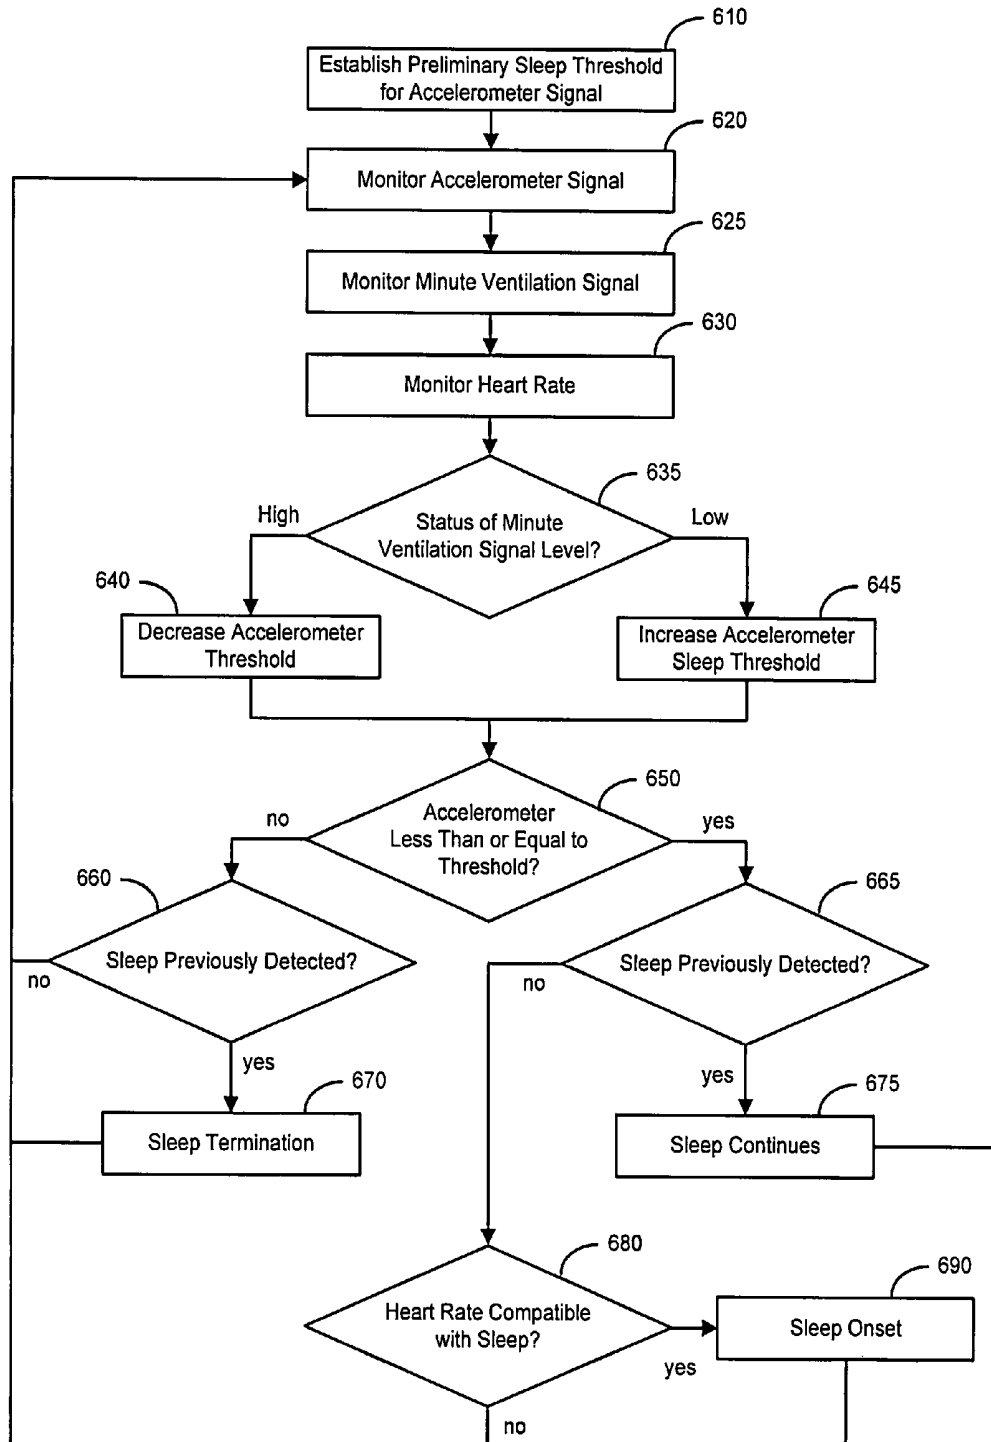 610
Establish Preliminary Sleep Threshold
for Accelerometer Signal
620
Monitor Accelerometer Signal
625
Monitor Minute Ventilation Signal
630
Monitor Heart Rate
635
High
Status of Minute
Ventilation Signal Level?
Low
640
Decrease Accelerometer
Threshold
645
Increase Accelerometer
Sleep Threshold
650
no
Accelerometer
Less Than or Equal to
Threshold?
yes
660
Sleep Previously Detected?
no
665
Sleep Previously Detected?
no
yes
670
Sleep Termination
yes
675
Sleep Continues
680
Heart Rate Compatible
with Sleep?
yes
690
Sleep Onset
no